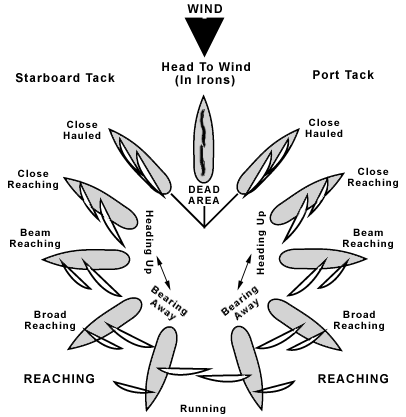 WIND
Head To Wind
(In Irons)
Starboard Tack
Port Tack
Close
Hauled
Close
Hauled
DEAD
AREA
Close
Reaching
Close
Reaching
Heading Up
Heading Up
Beam
Reaching
Beam
Reaching
Bearing
Away
Bearing
Away
Broad
Reaching
Broad
Reaching
REACHING
REACHING
Running